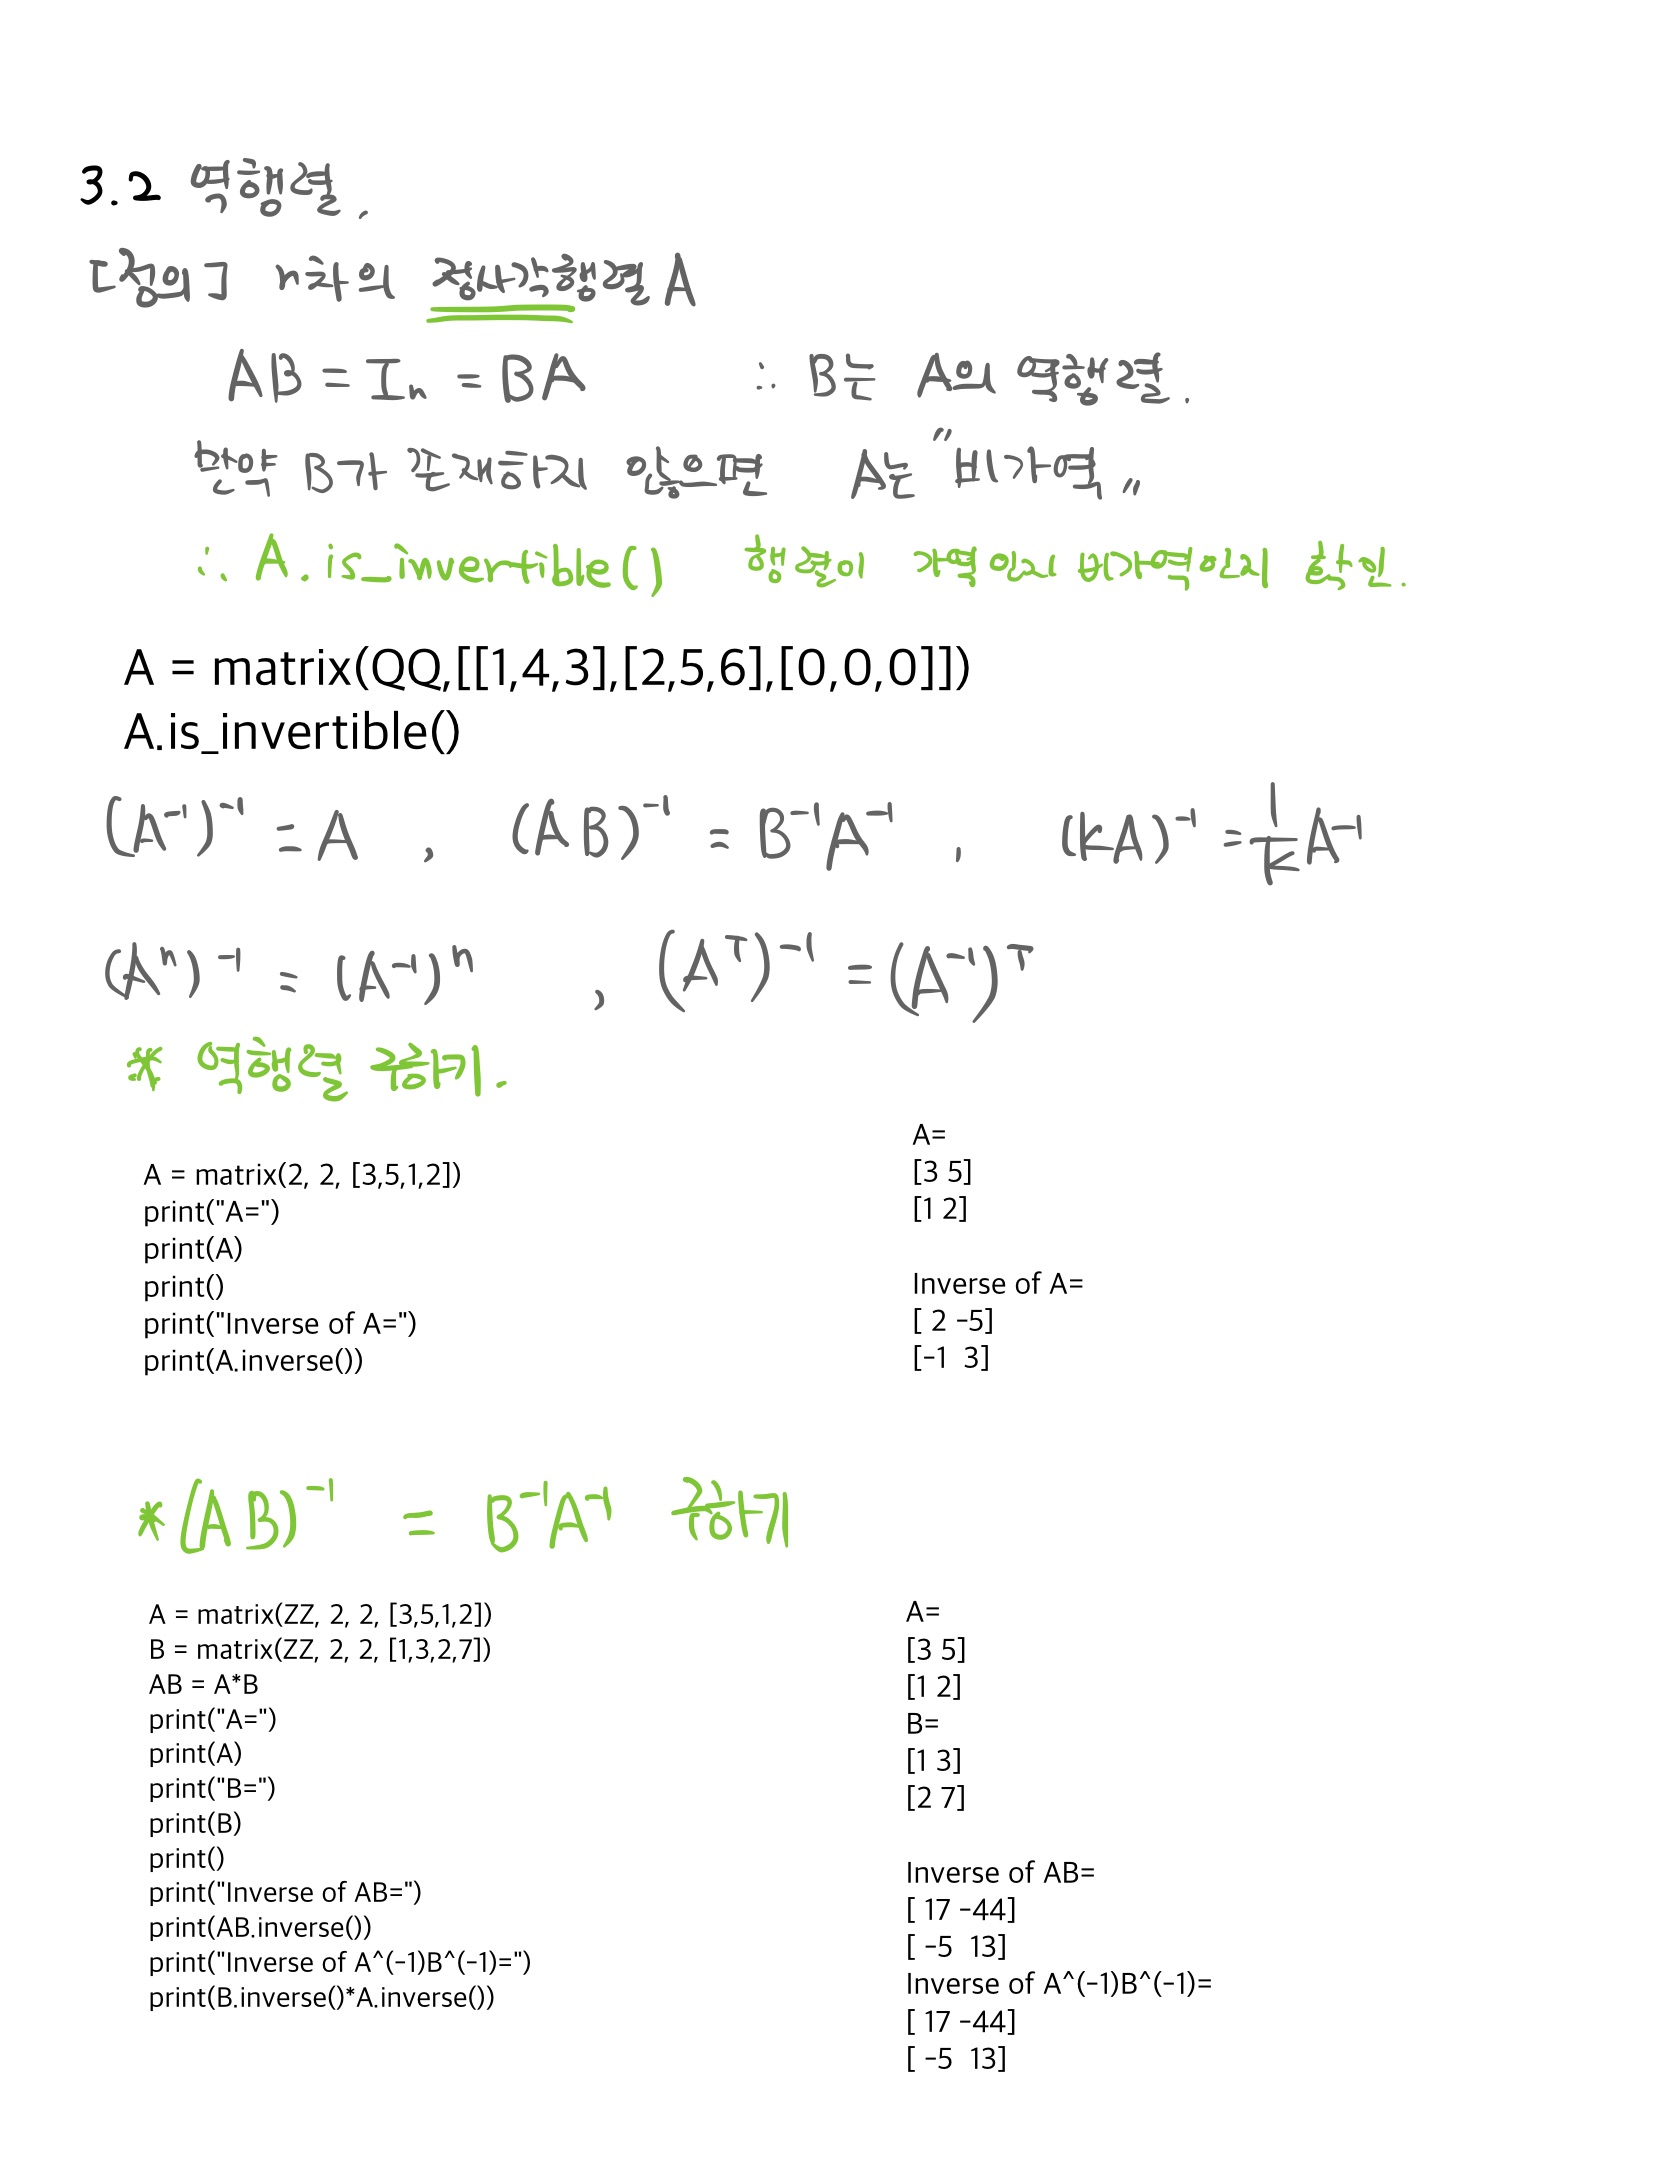 3.2 역행렬.
[정의] n차의 정사각행렬 A
AB = Iₙ = BA ∴ B는 A의 역행렬.
만약 B가 존재하지 않으면 A는 "비가역"
∴ A.is_invertible() 행렬이 가역인지 비가역인지 확인.
A = matrix(QQ,[[1,4,3],[2,5,6],[0,0,0]])
A.is_invertible()
(A⁻¹)⁻¹ = A , (AB)⁻¹ = B⁻¹A⁻¹ , (kA)⁻¹ = 1/k A⁻¹
(Aⁿ)⁻¹ = (A⁻¹)ⁿ , (Aᵀ)⁻¹ = (A⁻¹)ᵀ
* 역행렬 구하기.
A = matrix(2, 2, [3,5,1,2])
print("A=")
print(A)
print()
print("Inverse of A=")
print(A.inverse())
A=
[3 5]
[1 2]
Inverse of A=
[ 2 -5]
[-1  3]
*(AB)⁻¹ = B⁻¹A⁻¹ 구하기
A = matrix(ZZ, 2, 2, [3,5,1,2])
B = matrix(ZZ, 2, 2, [1,3,2,7])
AB = A*B
print("A=")
print(A)
print("B=")
print(B)
print()
print("Inverse of AB=")
print(AB.inverse())
print("Inverse of A^(-1)B^(-1)=")
print(B.inverse()*A.inverse())
A=
[3 5]
[1 2]
B=
[1 3]
[2 7]
Inverse of AB=
[ 17 -44]
[ -5  13]
Inverse of A^(-1)B^(-1)=
[ 17 -44]
[ -5  13]